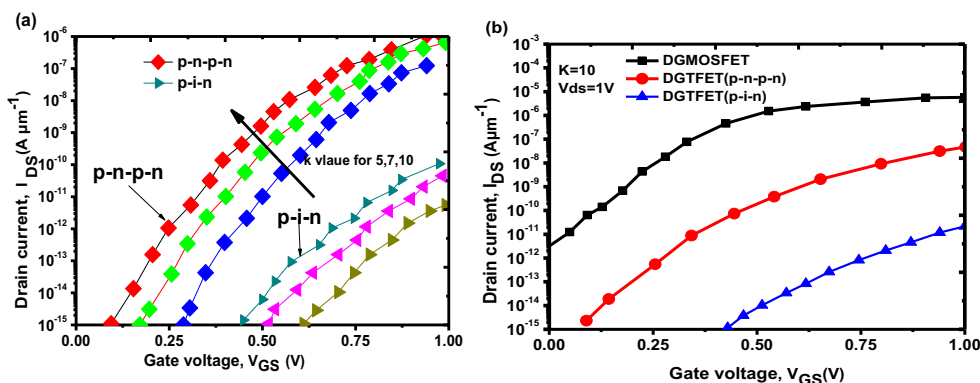 (a)
p-n-p-n
p-i-n
k vlaue for 5,7,10
p-n-p-n
p-i-n
Drain current, I_DS(A μm⁻¹)
10⁻⁶
10⁻⁷
10⁻⁸
10⁻⁹
10⁻¹⁰
10⁻¹¹
10⁻¹²
10⁻¹³
10⁻¹⁴
10⁻¹⁵
0.00 0.25 0.50 0.75 1.00
Gate voltage, V_GS (V)
(b)
K=10
Vds=1V
DGMOSFET
DGTFET(p-n-p-n)
DGTFET(p-i-n)
Drain current, I_DS(Aμm⁻¹)
10⁻³
10⁻⁴
10⁻⁵
10⁻⁶
10⁻⁷
10⁻⁸
10⁻⁹
10⁻¹⁰
10⁻¹¹
10⁻¹²
10⁻¹³
10⁻¹⁴
10⁻¹⁵
0.00 0.25 0.50 0.75 1.00
Gate voltage, V_GS(V)